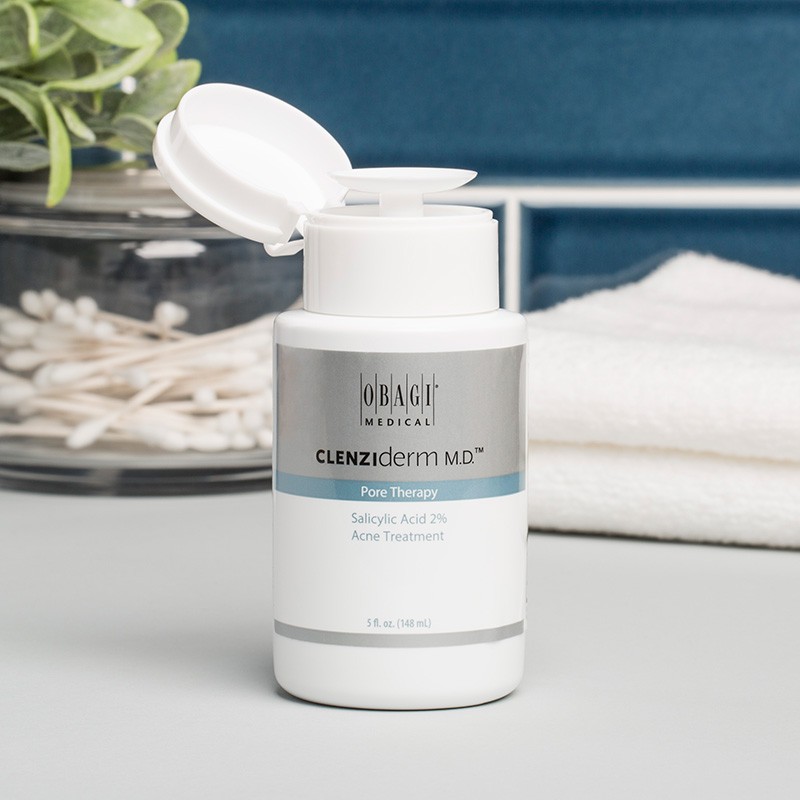 OBAGI®
MEDICAL
CLENZIderm M.D.™
Pore Therapy
Salicylic Acid 2%
Acne Treatment
5 fl. oz. (148 mL)